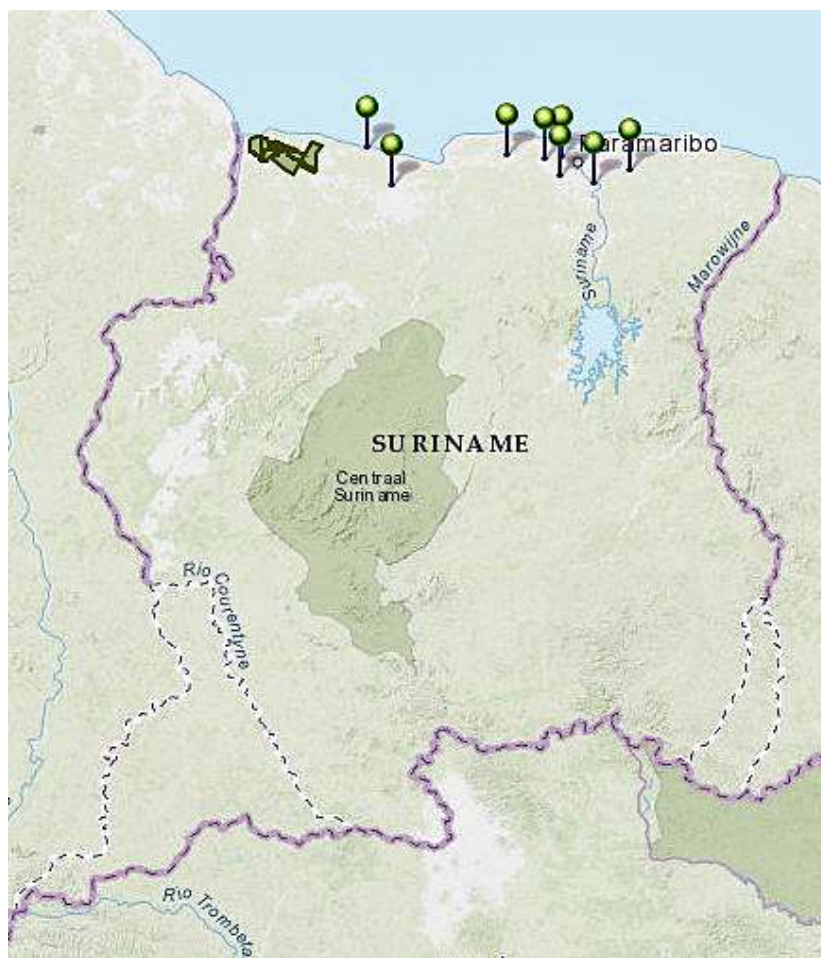 Paramaribo
Suriname
Marowijne
SURINAME
Centraal
Suriname
Rio Courentyne
Rio Trombeta